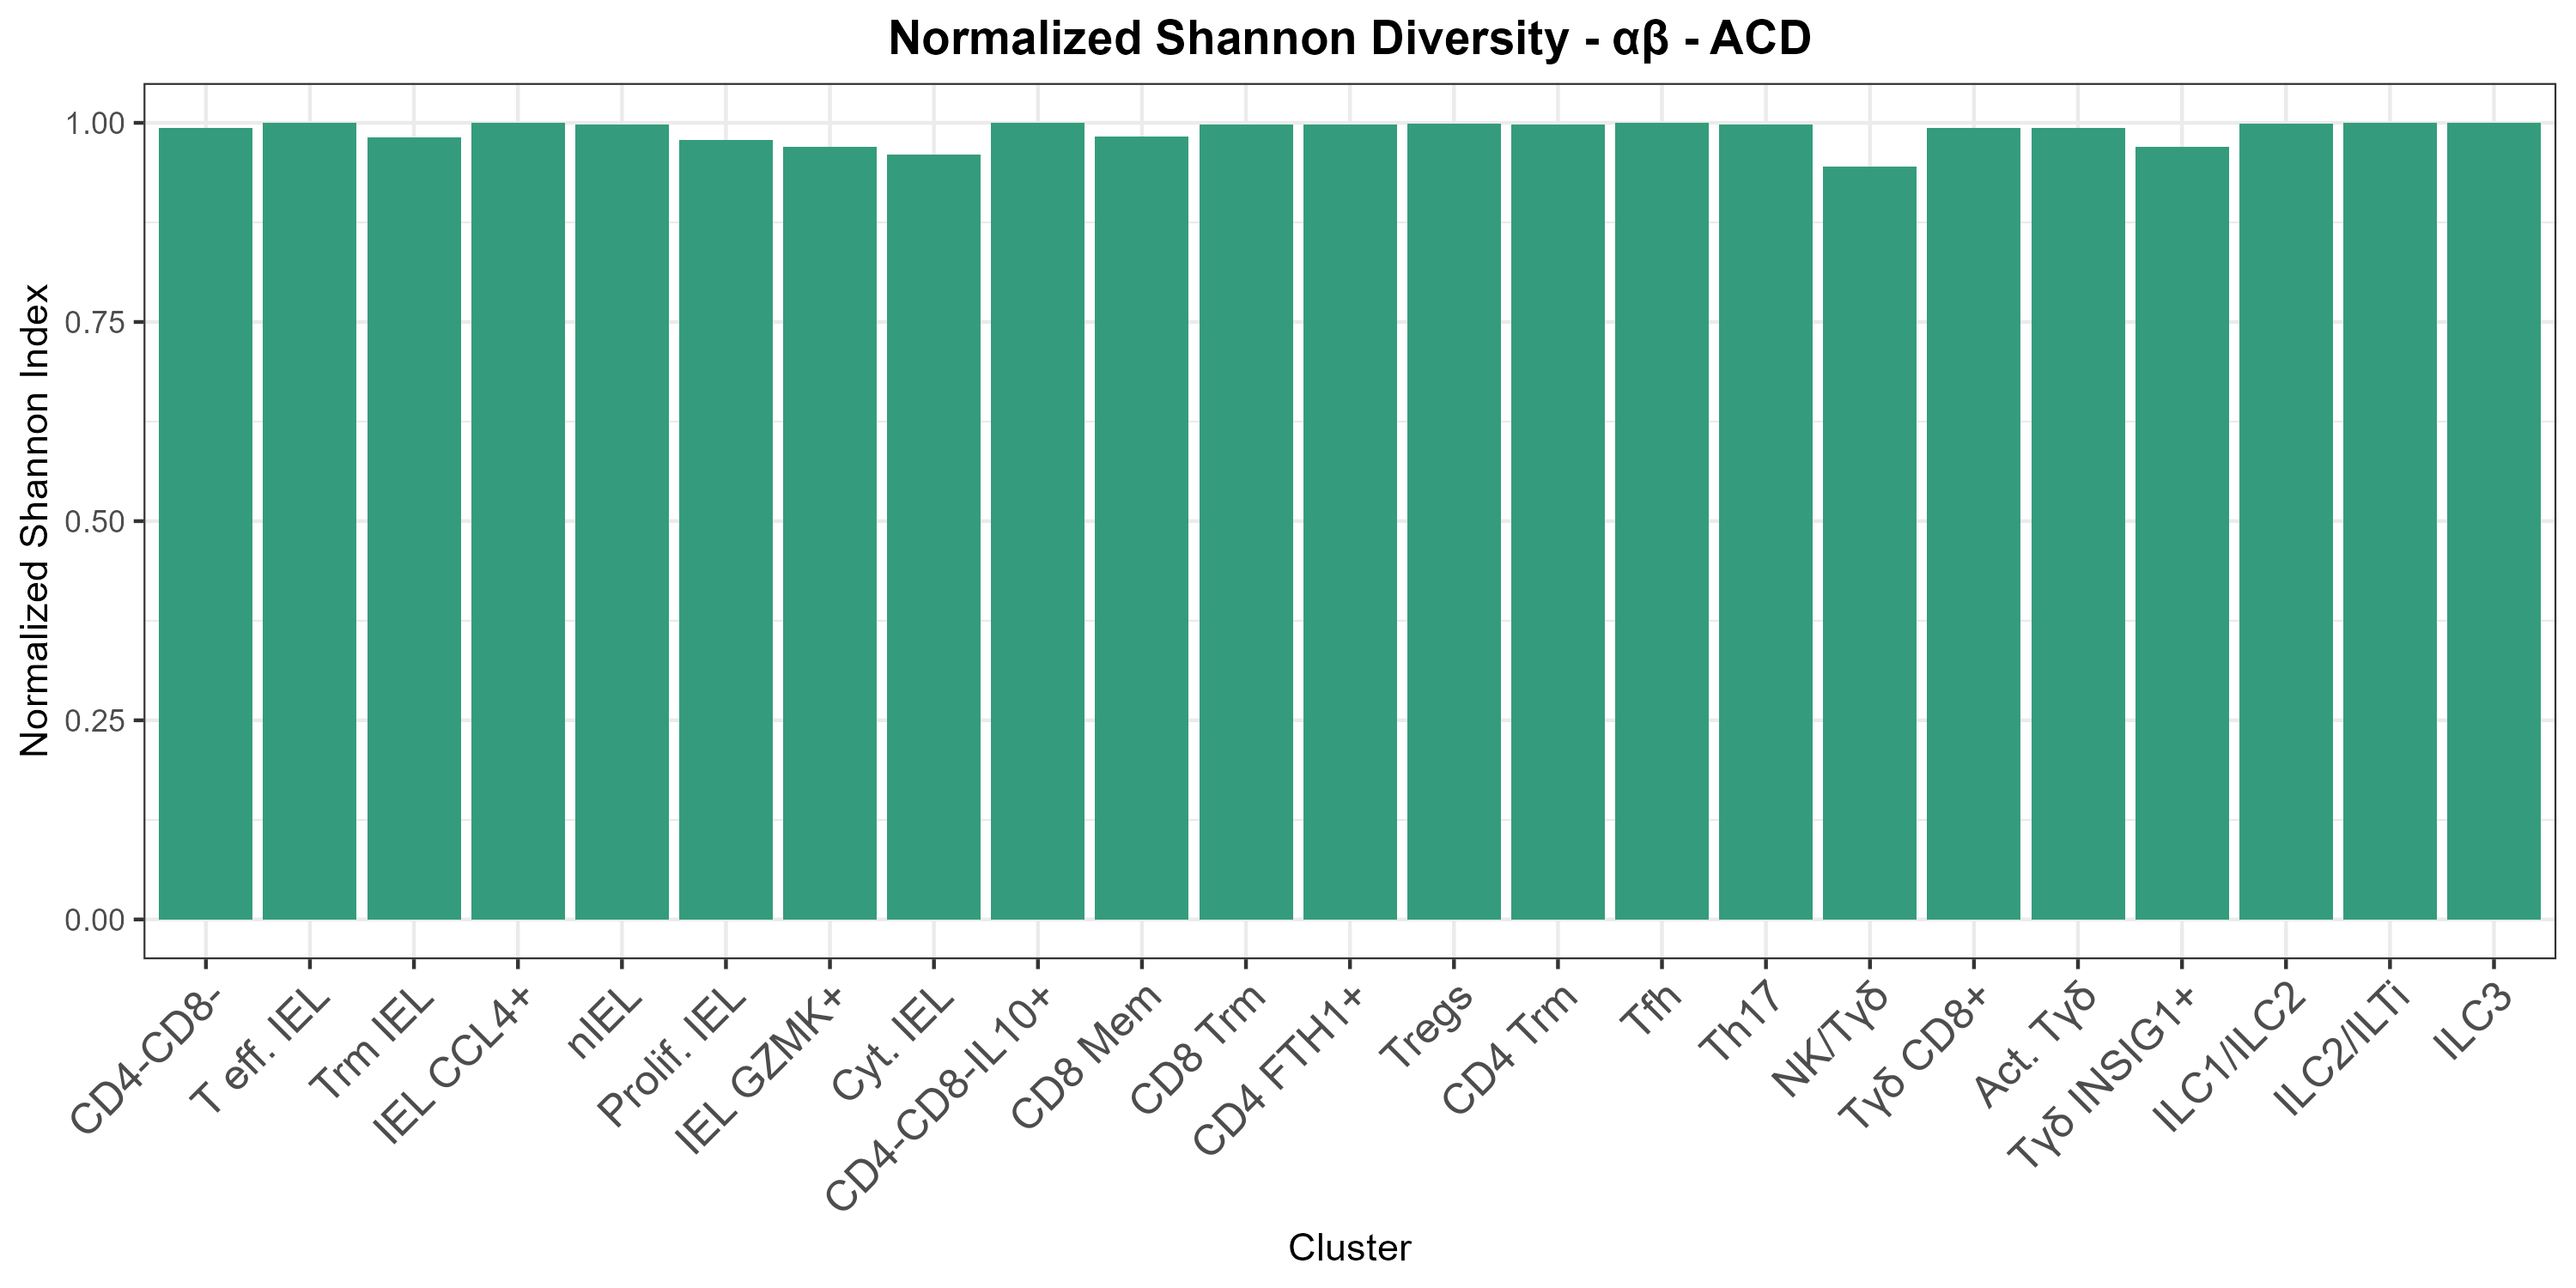 Normalized Shannon Diversity - αβ - ACD
Normalized Shannon Index
1.00
0.75
0.50
0.25
0.00
CD4-CD8-
T eff. IEL
Trm IEL
IEL CCL4+
nIEL
Prolif. IEL
IEL GZMK+
Cyt. IEL
CD4-CD8-IL10+
CD8 Mem
CD8 Trm
CD4 FTH1+
Tregs
CD4 Trm
Tfh
Th17
NK/Tγδ
Tγδ CD8+
Act. Tγδ
Tγδ INSIG1+
ILC1/ILC2
ILC2/ILTi
ILC3
Cluster